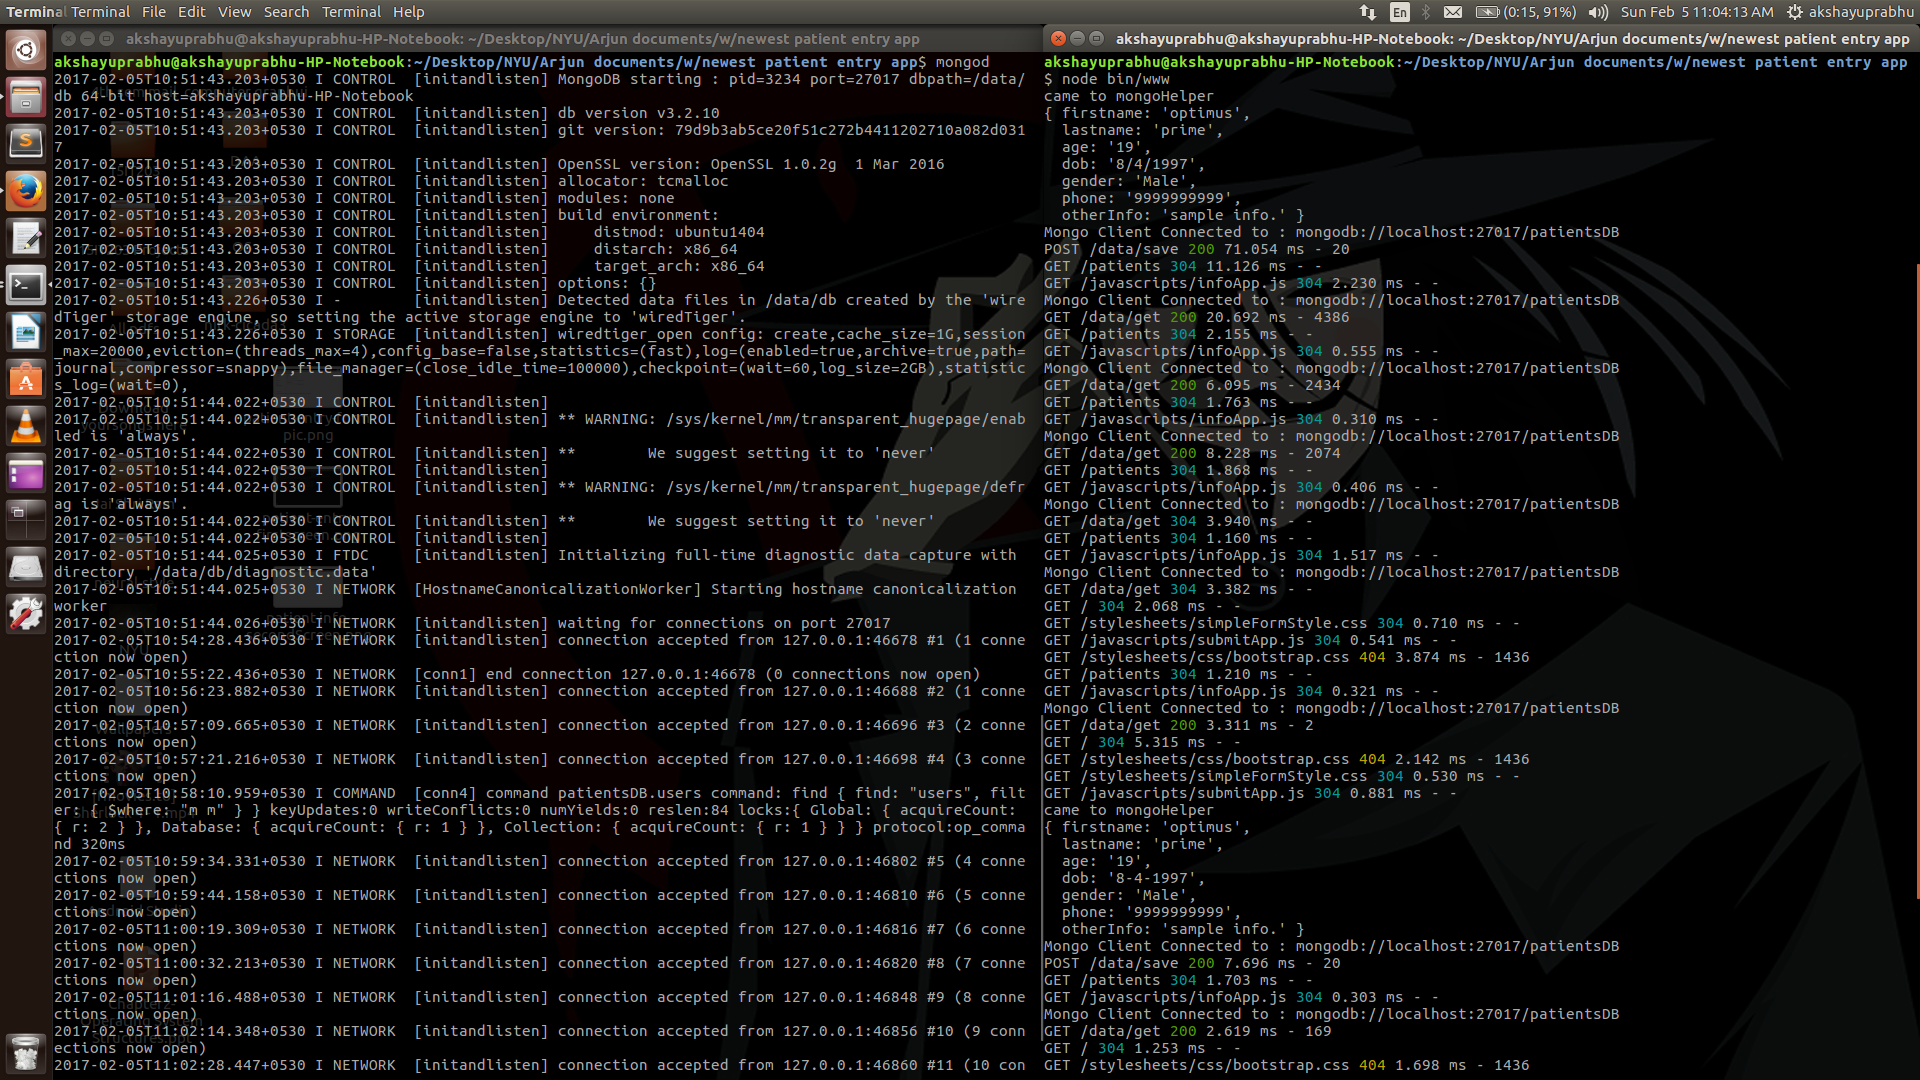 Terminal Terminal File Edit View Search Terminal Help
En (0:15, 91%) Sun Feb 5 11:04:13 AM akshayuprabhu
akshayuprabhu@akshayuprabhu-HP-Notebook: ~/Desktop/NYU/Arjun documents/w/newest patient entry app
akshayuprabhu@akshayuprabhu-HP-Notebook:~/Desktop/NYU/Arjun documents/w/newest patient entry app$ mongod
2017-02-05T10:51:43.203+0530 I CONTROL  [initandlisten] MongoDB starting : pid=3234 port=27017 dbpath=/data/
db 64-bit host=akshayuprabhu-HP-Notebook
2017-02-05T10:51:43.203+0530 I CONTROL  [initandlisten] db version v3.2.10
2017-02-05T10:51:43.203+0530 I CONTROL  [initandlisten] git version: 79d9b3ab5ce20f51c272b4411202710a082d031
7
2017-02-05T10:51:43.203+0530 I CONTROL  [initandlisten] OpenSSL version: OpenSSL 1.0.2g  1 Mar 2016
2017-02-05T10:51:43.203+0530 I CONTROL  [initandlisten] allocator: tcmalloc
2017-02-05T10:51:43.203+0530 I CONTROL  [initandlisten] modules: none
2017-02-05T10:51:43.203+0530 I CONTROL  [initandlisten] build environment:
2017-02-05T10:51:43.203+0530 I CONTROL  [initandlisten]     distmod: ubuntu1404
2017-02-05T10:51:43.203+0530 I CONTROL  [initandlisten]     distarch: x86_64
2017-02-05T10:51:43.203+0530 I CONTROL  [initandlisten]     target_arch: x86_64
2017-02-05T10:51:43.203+0530 I CONTROL  [initandlisten] options: {}
2017-02-05T10:51:43.226+0530 I -        [initandlisten] Detected data files in /data/db created by the 'wire
dTiger' storage engine, so setting the active storage engine to 'wiredTiger'.
2017-02-05T10:51:43.226+0530 I STORAGE  [initandlisten] wiredtiger_open config: create,cache_size=1G,session
_max=20000,eviction=(threads_max=4),config_base=false,statistics=(fast),log=(enabled=true,archive=true,path=
journal,compressor=snappy),file_manager=(close_idle_time=100000),checkpoint=(wait=60,log_size=2GB),statistic
s_log=(wait=0),
2017-02-05T10:51:44.022+0530 I CONTROL  [initandlisten]
2017-02-05T10:51:44.022+0530 I CONTROL  [initandlisten] ** WARNING: /sys/kernel/mm/transparent_hugepage/enab
led is 'always'.
2017-02-05T10:51:44.022+0530 I CONTROL  [initandlisten] **        We suggest setting it to 'never'
2017-02-05T10:51:44.022+0530 I CONTROL  [initandlisten]
2017-02-05T10:51:44.022+0530 I CONTROL  [initandlisten] ** WARNING: /sys/kernel/mm/transparent_hugepage/defr
ag is 'always'.
2017-02-05T10:51:44.022+0530 I CONTROL  [initandlisten] **        We suggest setting it to 'never'
2017-02-05T10:51:44.022+0530 I CONTROL  [initandlisten]
2017-02-05T10:51:44.025+0530 I FTDC     [initandlisten] Initializing full-time diagnostic data capture with
directory '/data/db/diagnostic.data'
2017-02-05T10:51:44.025+0530 I NETWORK  [HostnameCanonicalizationWorker] Starting hostname canonicalization
worker
2017-02-05T10:51:44.026+0530 I NETWORK  [initandlisten] waiting for connections on port 27017
2017-02-05T10:54:28.436+0530 I NETWORK  [initandlisten] connection accepted from 127.0.0.1:46678 #1 (1 conne
ction now open)
2017-02-05T10:55:22.436+0530 I NETWORK  [conn1] end connection 127.0.0.1:46678 (0 connections now open)
2017-02-05T10:56:23.882+0530 I NETWORK  [initandlisten] connection accepted from 127.0.0.1:46688 #2 (1 conne
ction now open)
2017-02-05T10:57:09.665+0530 I NETWORK  [initandlisten] connection accepted from 127.0.0.1:46696 #3 (2 conne
ctions now open)
2017-02-05T10:57:21.216+0530 I NETWORK  [initandlisten] connection accepted from 127.0.0.1:46698 #4 (3 conne
ctions now open)
2017-02-05T10:58:10.959+0530 I COMMAND  [conn4] command patientsDB.users command: find { find: "users", filt
er: { $where: "m m" } } keyUpdates:0 writeConflicts:0 numYields:0 reslen:84 locks:{ Global: { acquireCount:
{ r: 2 } }, Database: { acquireCount: { r: 1 } }, Collection: { acquireCount: { r: 1 } } } protocol:op_comma
nd 320ms
2017-02-05T10:59:34.331+0530 I NETWORK  [initandlisten] connection accepted from 127.0.0.1:46802 #5 (4 conne
ctions now open)
2017-02-05T10:59:44.158+0530 I NETWORK  [initandlisten] connection accepted from 127.0.0.1:46810 #6 (5 conne
ctions now open)
2017-02-05T11:00:19.309+0530 I NETWORK  [initandlisten] connection accepted from 127.0.0.1:46816 #7 (6 conne
ctions now open)
2017-02-05T11:00:32.213+0530 I NETWORK  [initandlisten] connection accepted from 127.0.0.1:46820 #8 (7 conne
ctions now open)
2017-02-05T11:01:16.488+0530 I NETWORK  [initandlisten] connection accepted from 127.0.0.1:46848 #9 (8 conne
ctions now open)
2017-02-05T11:02:14.348+0530 I NETWORK  [initandlisten] connection accepted from 127.0.0.1:46856 #10 (9 conn
ections now open)
2017-02-05T11:02:28.447+0530 I NETWORK  [initandlisten] connection accepted from 127.0.0.1:46860 #11 (10 con
akshayuprabhu@akshayuprabhu-HP-Notebook: ~/Desktop/NYU/Arjun documents/w/newest patient entry app
akshayuprabhu@akshayuprabhu-HP-Notebook:~/Desktop/NYU/Arjun documents/w/newest patient entry app
$ node bin/www
came to mongoHelper
{ firstname: 'optimus',
  lastname: 'prime',
  age: '19',
  dob: '8/4/1997',
  gender: 'Male',
  phone: '9999999999',
  otherInfo: 'sample info.' }
Mongo Client Connected to : mongodb://localhost:27017/patientsDB
POST /data/save 200 71.054 ms - 20
GET /patients 304 11.126 ms - -
GET /javascripts/infoApp.js 304 2.230 ms - -
Mongo Client Connected to : mongodb://localhost:27017/patientsDB
GET /data/get 200 20.692 ms - 4386
GET /patients 304 2.155 ms - -
GET /javascripts/infoApp.js 304 0.555 ms - -
Mongo Client Connected to : mongodb://localhost:27017/patientsDB
GET /data/get 200 6.095 ms - 2434
GET /patients 304 1.763 ms - -
GET /javascripts/infoApp.js 304 0.310 ms - -
Mongo Client Connected to : mongodb://localhost:27017/patientsDB
GET /data/get 200 8.228 ms - 2074
GET /patients 304 1.868 ms - -
GET /javascripts/infoApp.js 304 0.406 ms - -
Mongo Client Connected to : mongodb://localhost:27017/patientsDB
GET /data/get 304 3.940 ms - -
GET /patients 304 1.160 ms - -
GET /javascripts/infoApp.js 304 1.517 ms - -
Mongo Client Connected to : mongodb://localhost:27017/patientsDB
GET /data/get 304 3.382 ms - -
GET / 304 2.068 ms - -
GET /stylesheets/simpleFormStyle.css 304 0.710 ms - -
GET /javascripts/submitApp.js 304 0.541 ms - -
GET /stylesheets/css/bootstrap.css 404 3.874 ms - 1436
GET /patients 304 1.210 ms - -
GET /javascripts/infoApp.js 304 0.321 ms - -
Mongo Client Connected to : mongodb://localhost:27017/patientsDB
GET /data/get 200 3.311 ms - 2
GET / 304 5.315 ms - -
GET /stylesheets/css/bootstrap.css 404 2.142 ms - 1436
GET /stylesheets/simpleFormStyle.css 304 0.530 ms - -
GET /javascripts/submitApp.js 304 0.881 ms - -
came to mongoHelper
{ firstname: 'optimus',
  lastname: 'prime',
  age: '19',
  dob: '8-4-1997',
  gender: 'Male',
  phone: '9999999999',
  otherInfo: 'sample info.' }
Mongo Client Connected to : mongodb://localhost:27017/patientsDB
POST /data/save 200 7.696 ms - 20
GET /patients 304 1.703 ms - -
GET /javascripts/infoApp.js 304 0.303 ms - -
Mongo Client Connected to : mongodb://localhost:27017/patientsDB
GET /data/get 200 2.619 ms - 169
GET / 304 1.253 ms - -
GET /stylesheets/css/bootstrap.css 404 1.698 ms - 1436